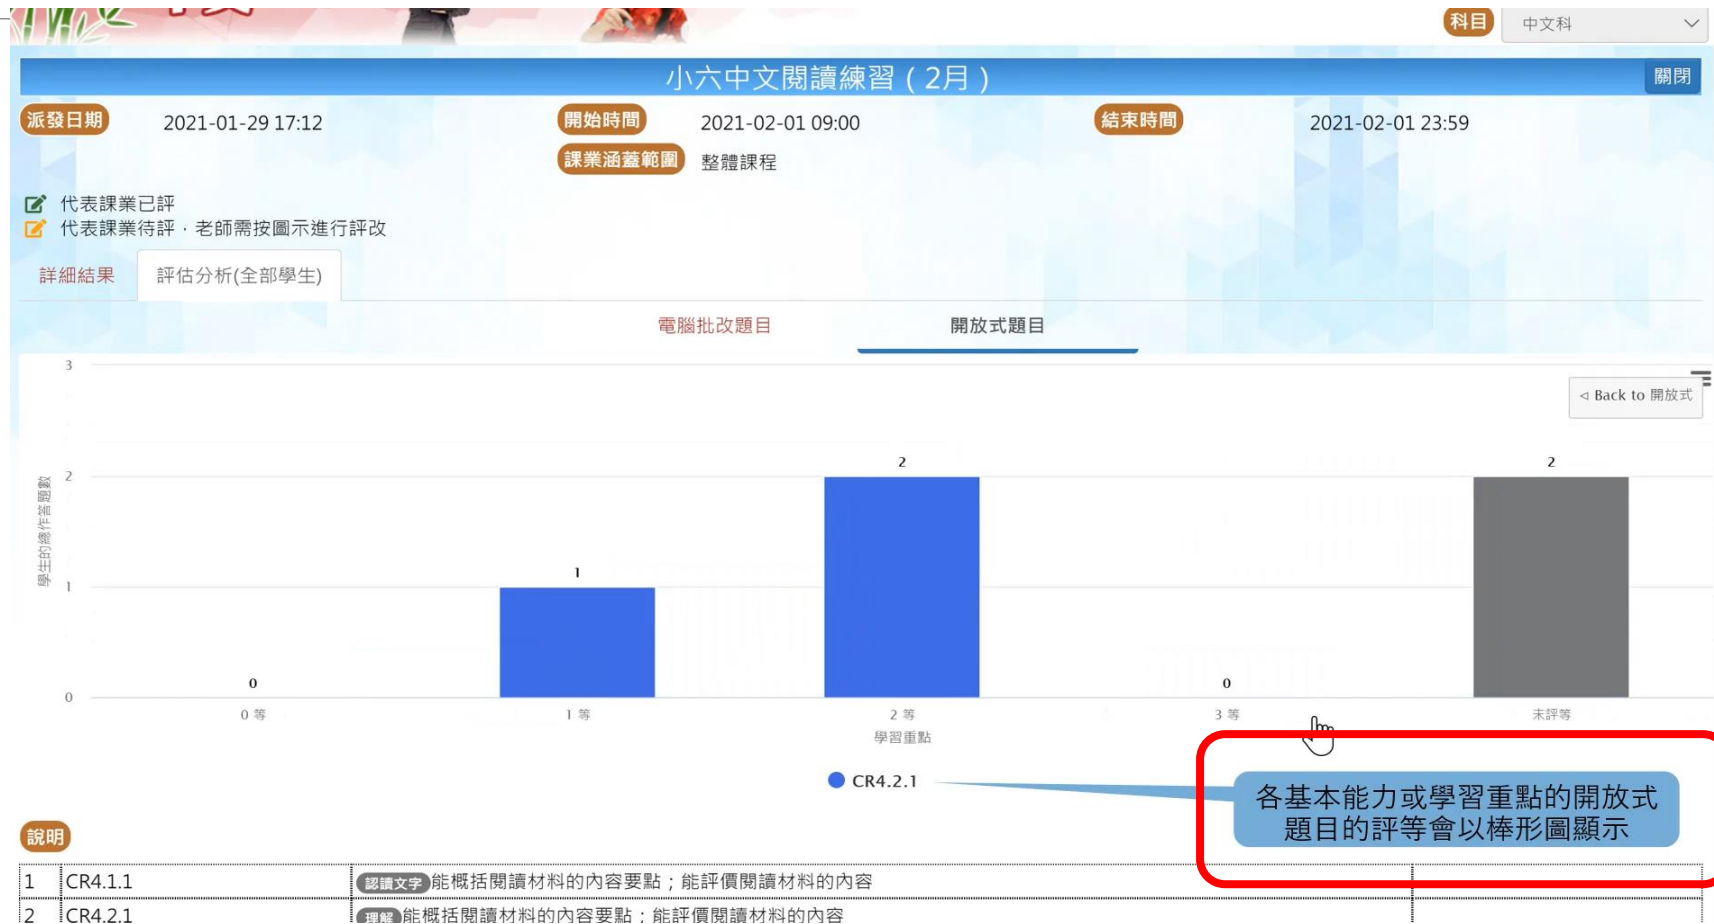 科目 中文科
小六中文閱讀練習 ( 2月 )
關閉
派發日期 2021-01-29 17:12 開始時間 2021-02-01 09:00 結束時間 2021-02-01 23:59
課業涵蓋範圍 整體課程
代表課業已評
代表課業待評，老師需按圖示進行評改
詳細結果 評估分析(全部學生)
電腦批改題目 開放式題目
◁ Back to 開放式
學生的總作答題數
3
2
1
0
0 1 2 0 2
0 等 1 等 2 等 3 等 未評等
學習重點
CR4.2.1
各基本能力或學習重點的開放式
題目的評等會以棒形圖顯示
說明
1 CR4.1.1 認讀文字 能概括閱讀材料的內容要點；能評價閱讀材料的內容
2 CR4.2.1 理解 能概括閱讀材料的內容要點；能評價閱讀材料的內容